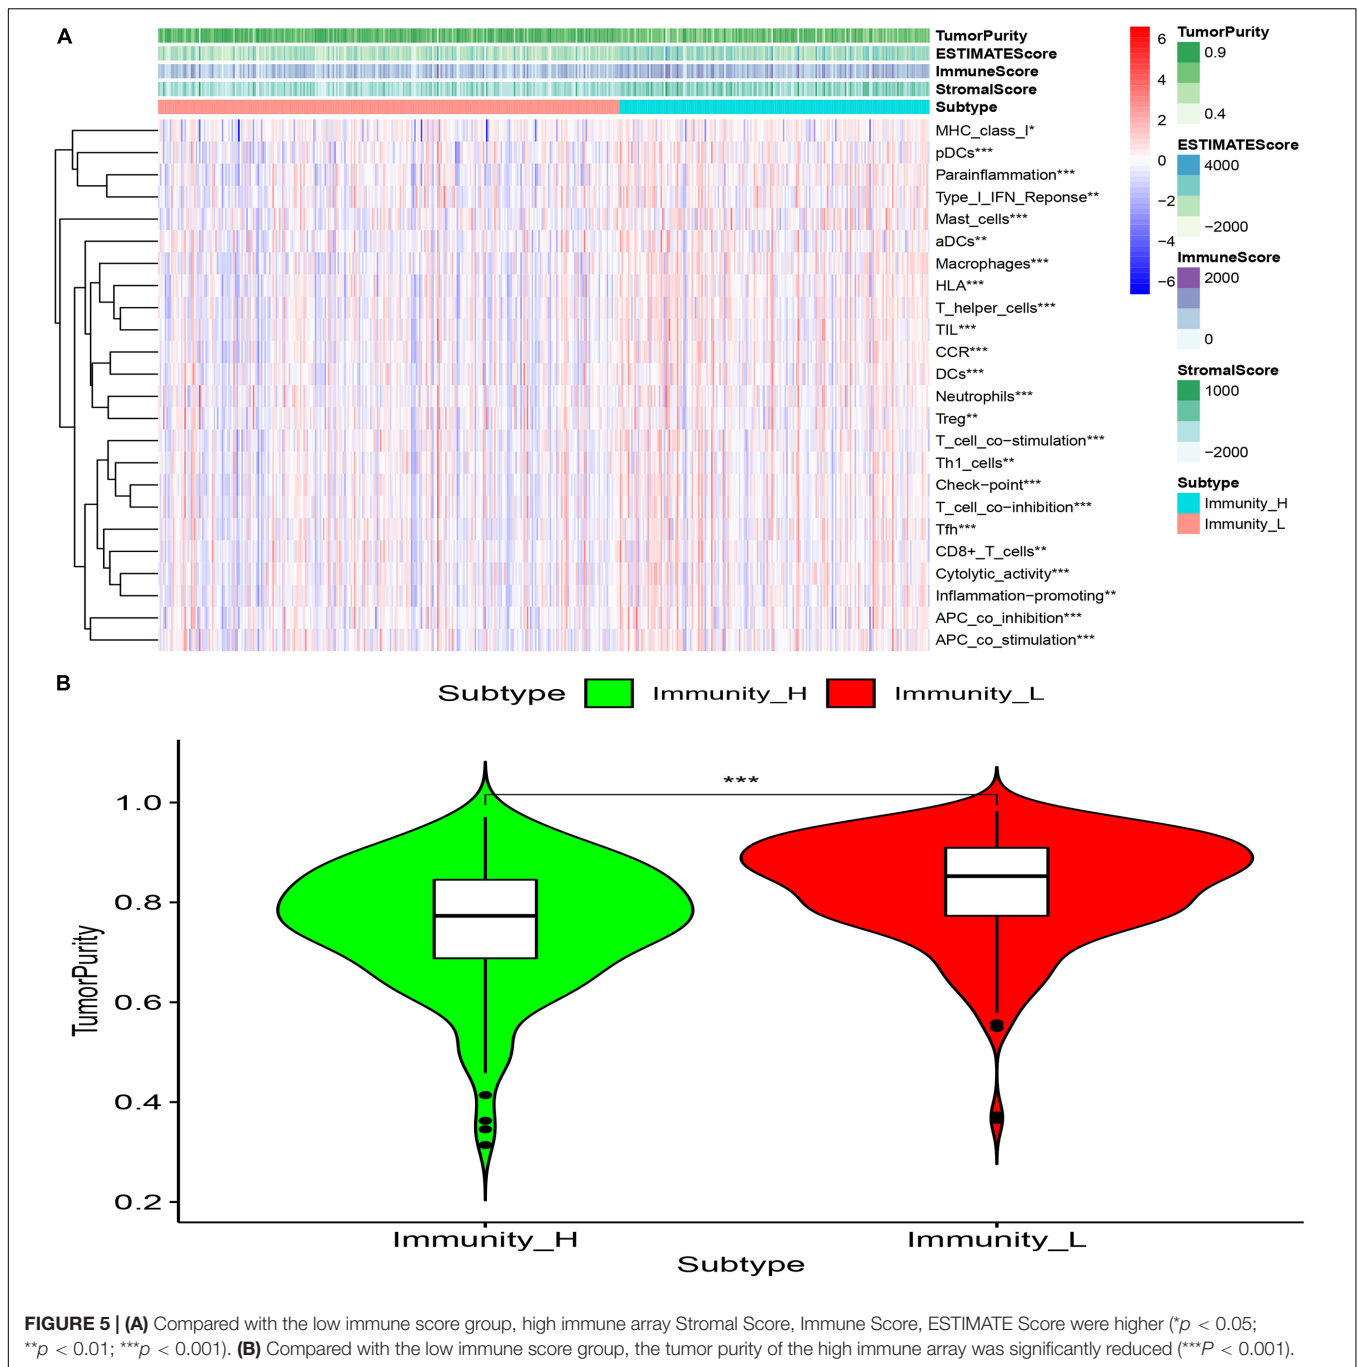 A
TumorPurity
ESTIMATEScore
ImmuneScore
StromalScore
Subtype
MHC_class_I*
pDCs***
Parainflammation***
Type_I_IFN_Reponse**
Mast_cells***
aDCs**
Macrophages***
HLA***
T_helper_cells***
TIL***
CCR***
DCs***
Neutrophils***
Treg**
T_cell_co−stimulation***
Th1_cells**
Check−point***
T_cell_co−inhibition***
Tfh***
CD8+_T_cells**
Cytolytic_activity***
Inflammation−promoting**
APC_co_inhibition***
APC_co_stimulation***
6
4
2
0
−2
−4
−6
TumorPurity
0.9
0.4
ESTIMATEScore
4000
−2000
ImmuneScore
2000
0
StromalScore
1000
−2000
Subtype
Immunity_H
Immunity_L
B
Subtype Immunity_H Immunity_L
***
TumorPurity
1.0
0.8
0.6
0.4
0.2
Immunity_H Immunity_L
Subtype
FIGURE 5 | (A) Compared with the low immune score group, high immune array Stromal Score, Immune Score, ESTIMATE Score were higher (*p < 0.05;
**p < 0.01; ***p < 0.001). (B) Compared with the low immune score group, the tumor purity of the high immune array was significantly reduced (***P < 0.001).